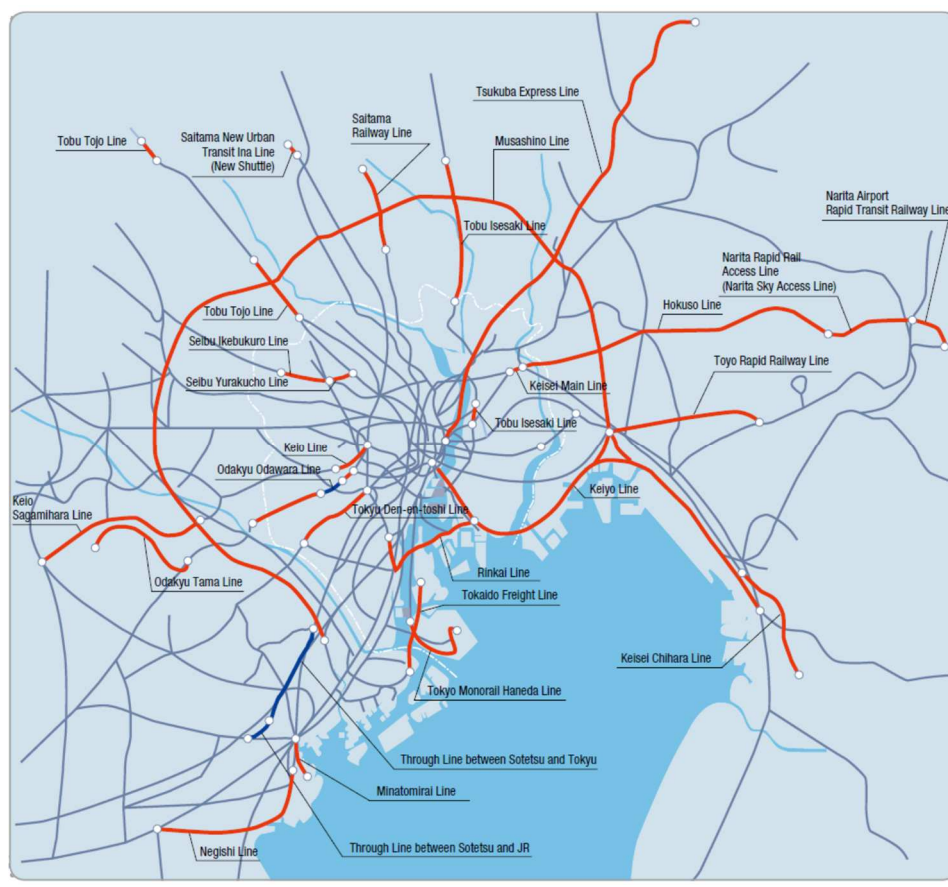 Tsukuba Express Line
Saitama
Railway Line
Tobu Tojo Line
Saitama New Urban
Transit Ina Line
(New Shuttle)
Musashino Line
Narita Airport
Rapid Transit Railway Line
Tobu Isesaki Line
Narita Rapid Rail
Access Line
(Narita Sky Access Line)
Hokuso Line
Tobu Tojo Line
Seibu Ikebukuro Line
Toyo Rapid Railway Line
Seibu Yurakucho Line
Keisei Main Line
Tobu Isesaki Line
Keio Line
Odakyu Odawara Line
Keiyo Line
Keio
Sagamihara Line
Tokyu Den-en-toshi Line
Rinkai Line
Odakyu Tama Line
Tokaido Freight Line
Keisei Chihara Line
Tokyo Monorail Haneda Line
Through Line between Sotetsu and Tokyu
Minatomirai Line
Through Line between Sotetsu and JR
Negishi Line